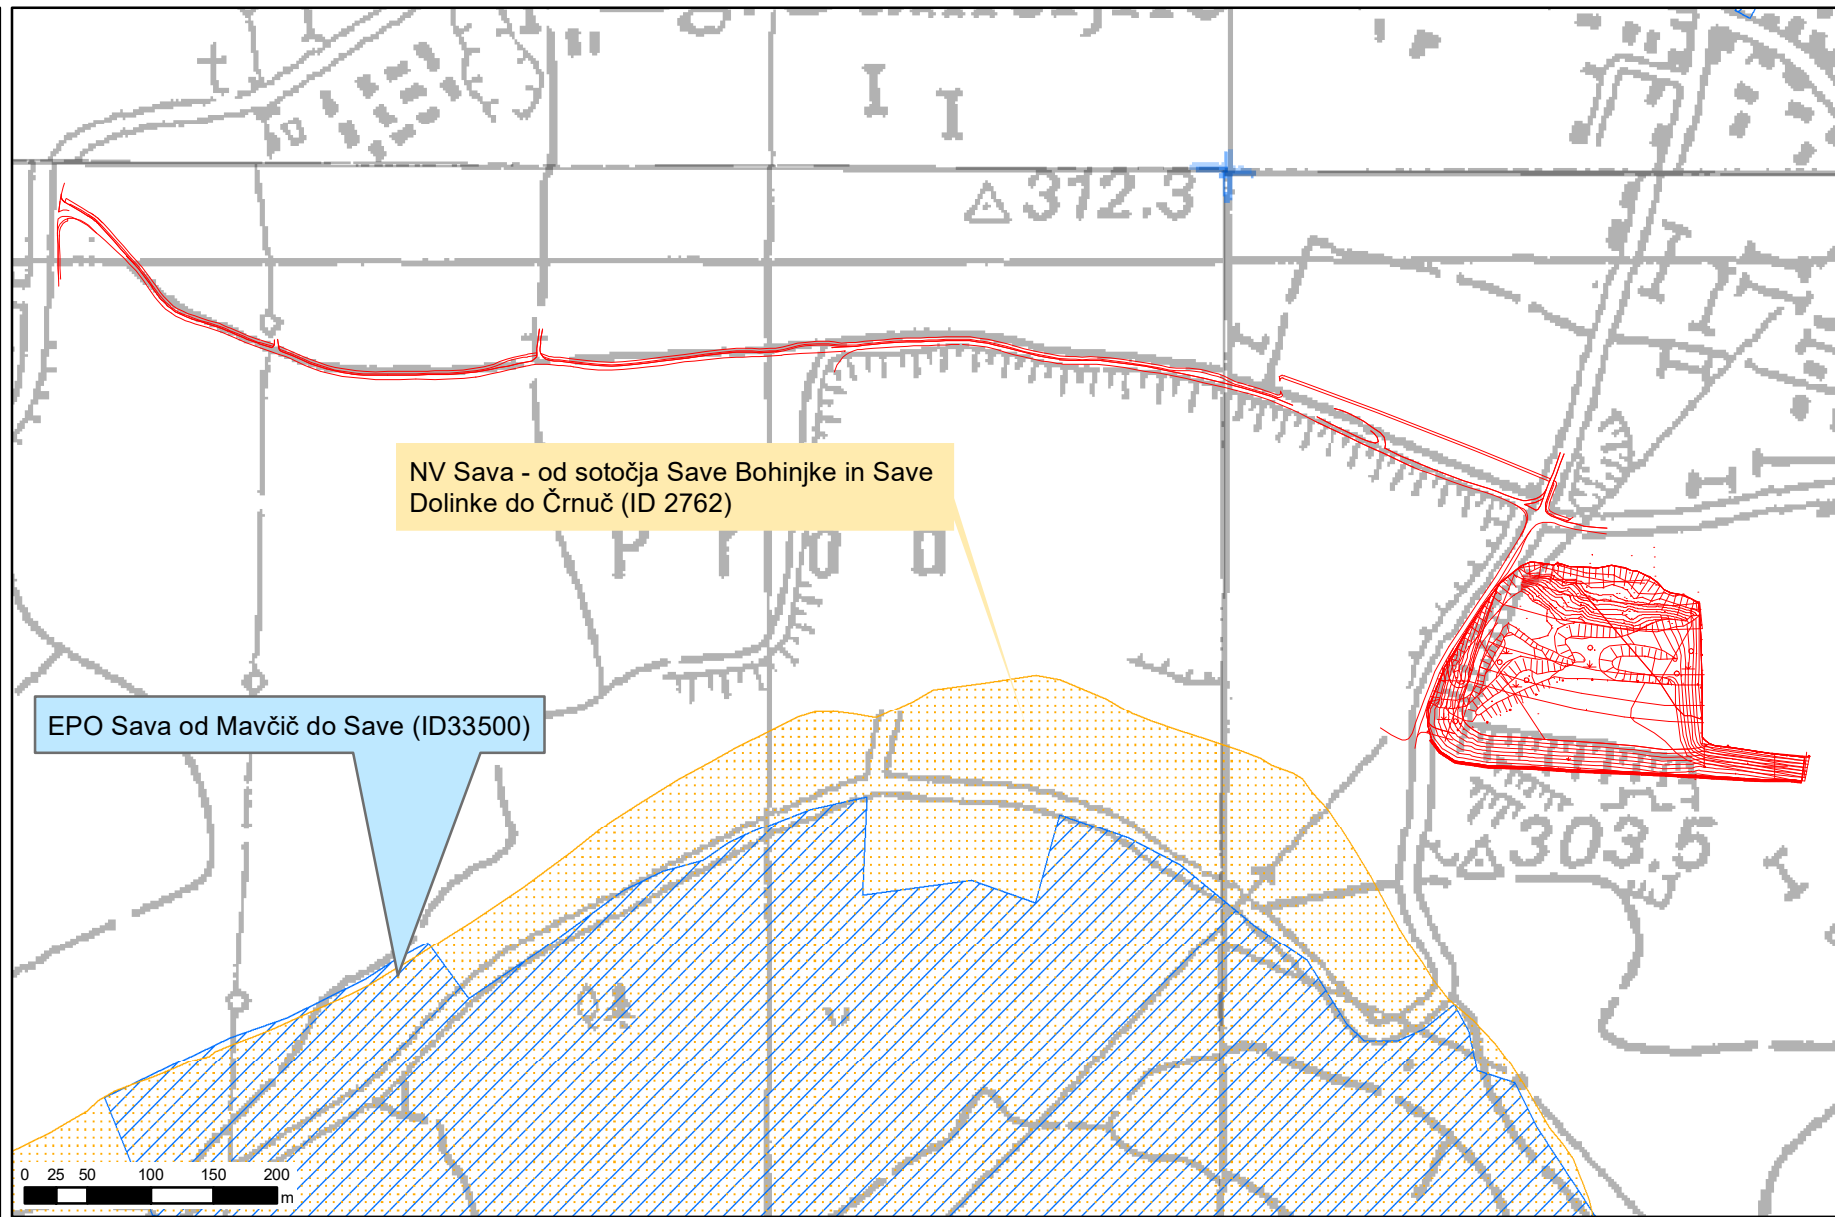 312.3
NV Sava - od sotočja Save Bohinjke in Save
Dolinke do Črnuč (ID 2762)
P r o d
EPO Sava od Mavčič do Save (ID33500)
303.5
0 25 50 100 150 200
m